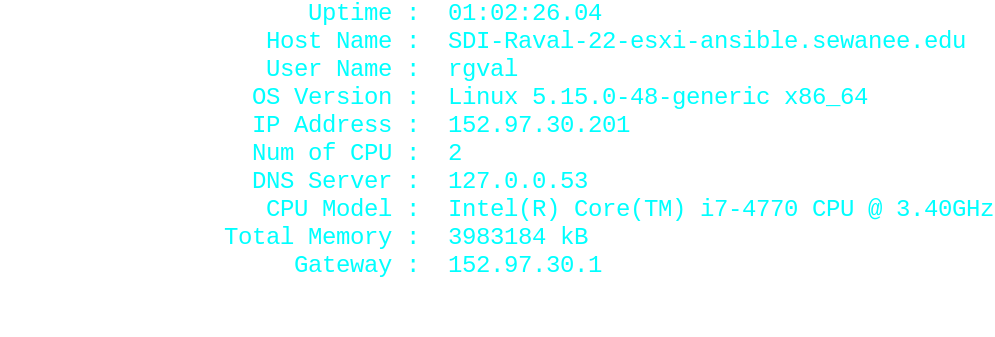 Uptime : 01:02:26.04
Host Name : SDI-Raval-22-esxi-ansible.sewanee.edu
User Name : rgval
OS Version : Linux 5.15.0-48-generic x86_64
IP Address : 152.97.30.201
Num of CPU : 2
DNS Server : 127.0.0.53
CPU Model : Intel(R) Core(TM) i7-4770 CPU @ 3.40GHz
Total Memory : 3983184 kB
Gateway : 152.97.30.1